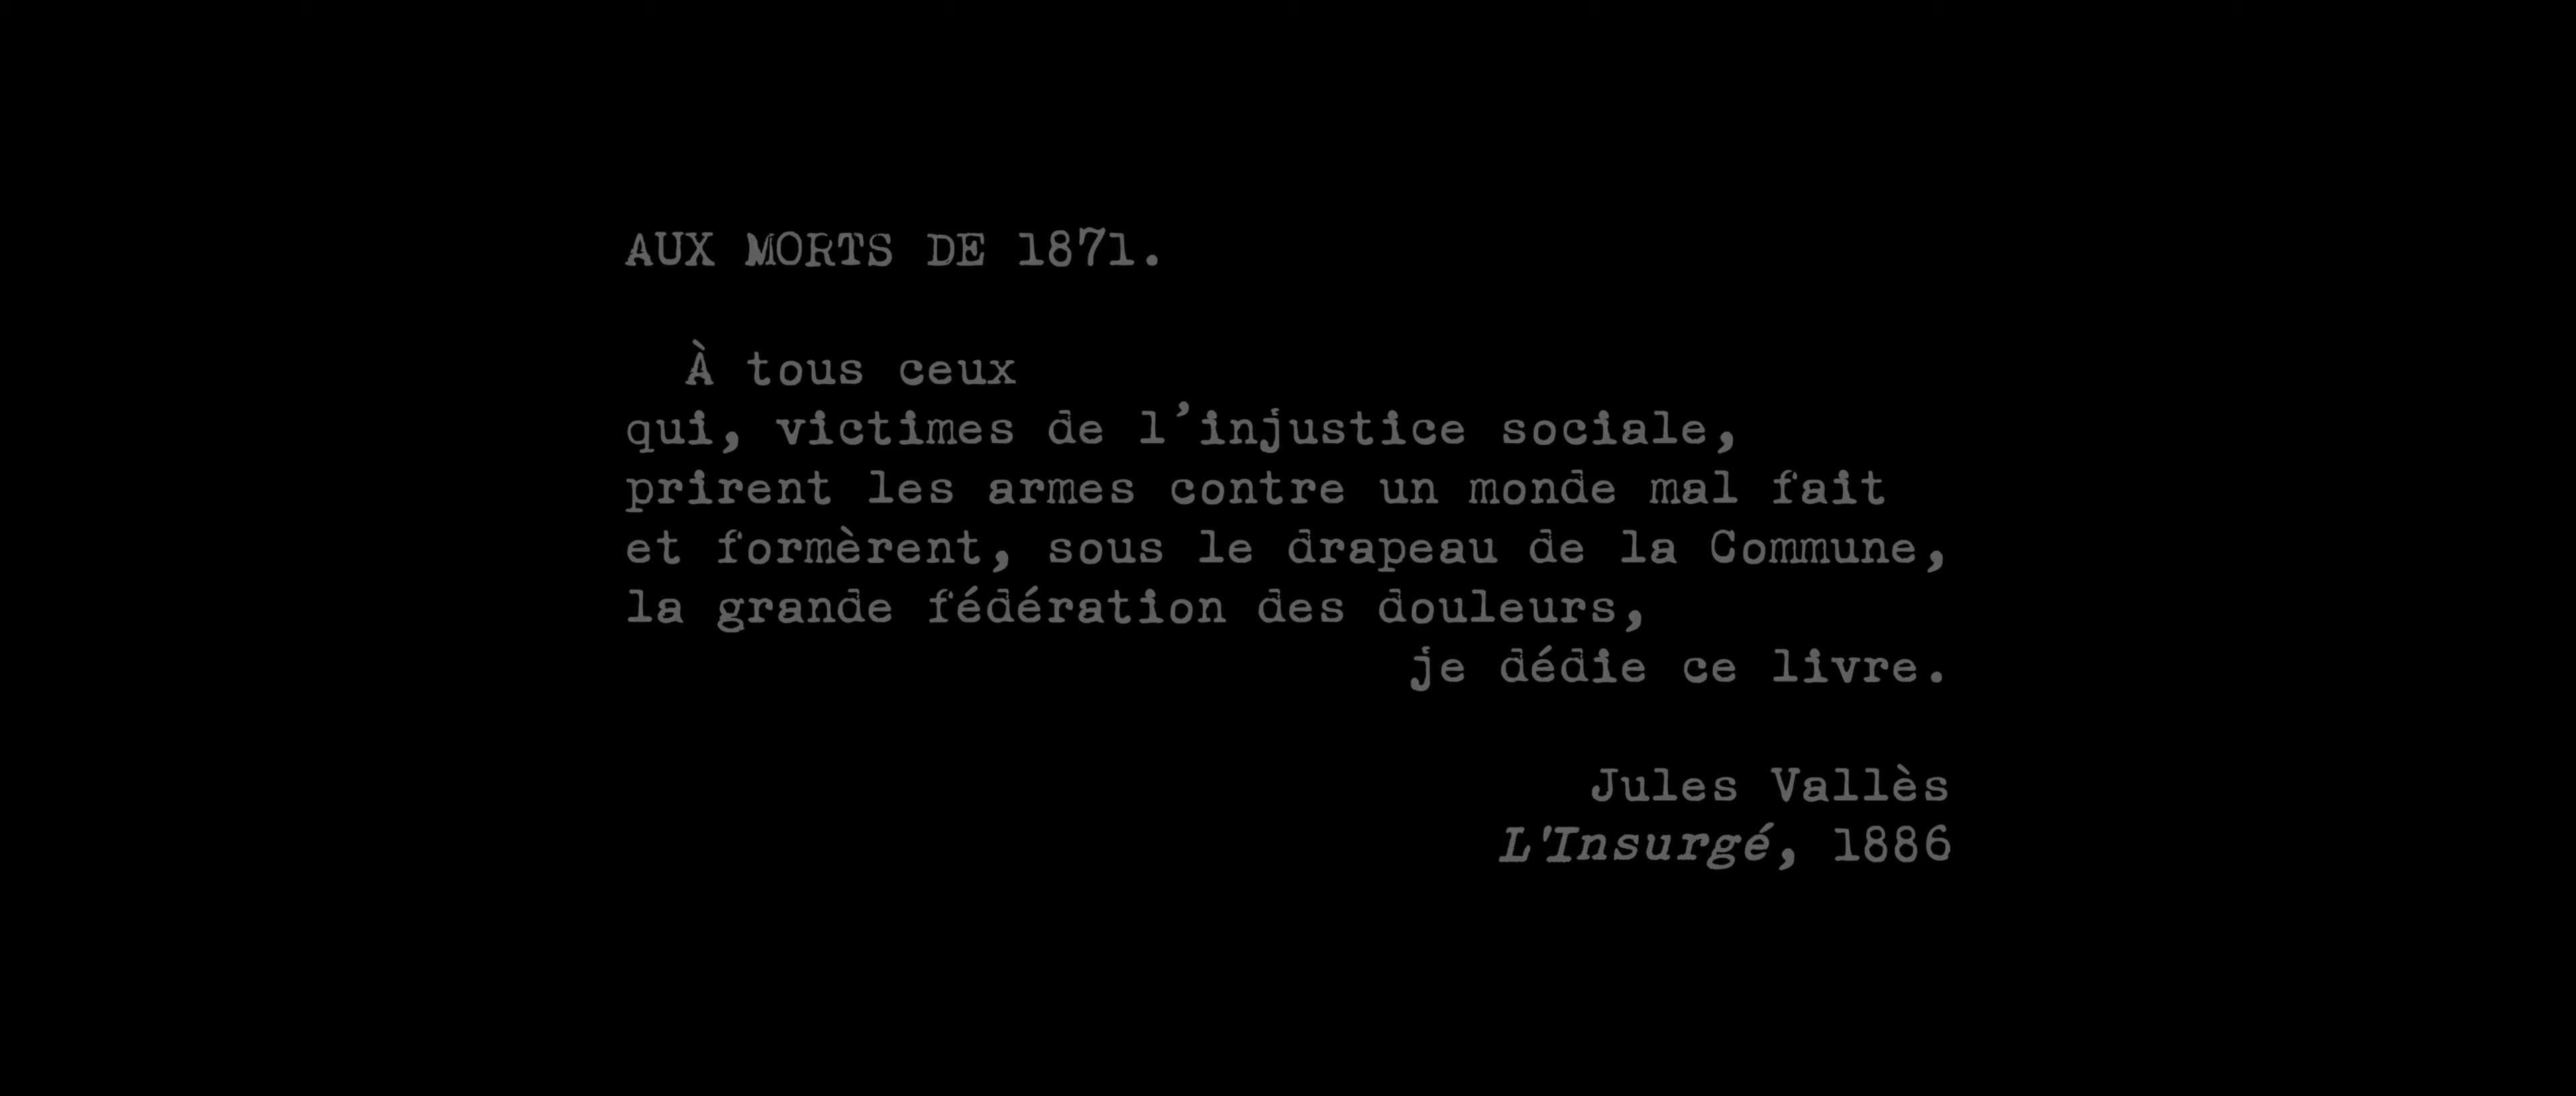 AUX MORTS DE 1871.
À tous ceux
qui, victimes de l’injustice sociale,
prirent les armes contre un monde mal fait
et formèrent, sous le drapeau de la Commune,
la grande fédération des douleurs,
je dédie ce livre.
Jules Vallès
L'Insurgé, 1886